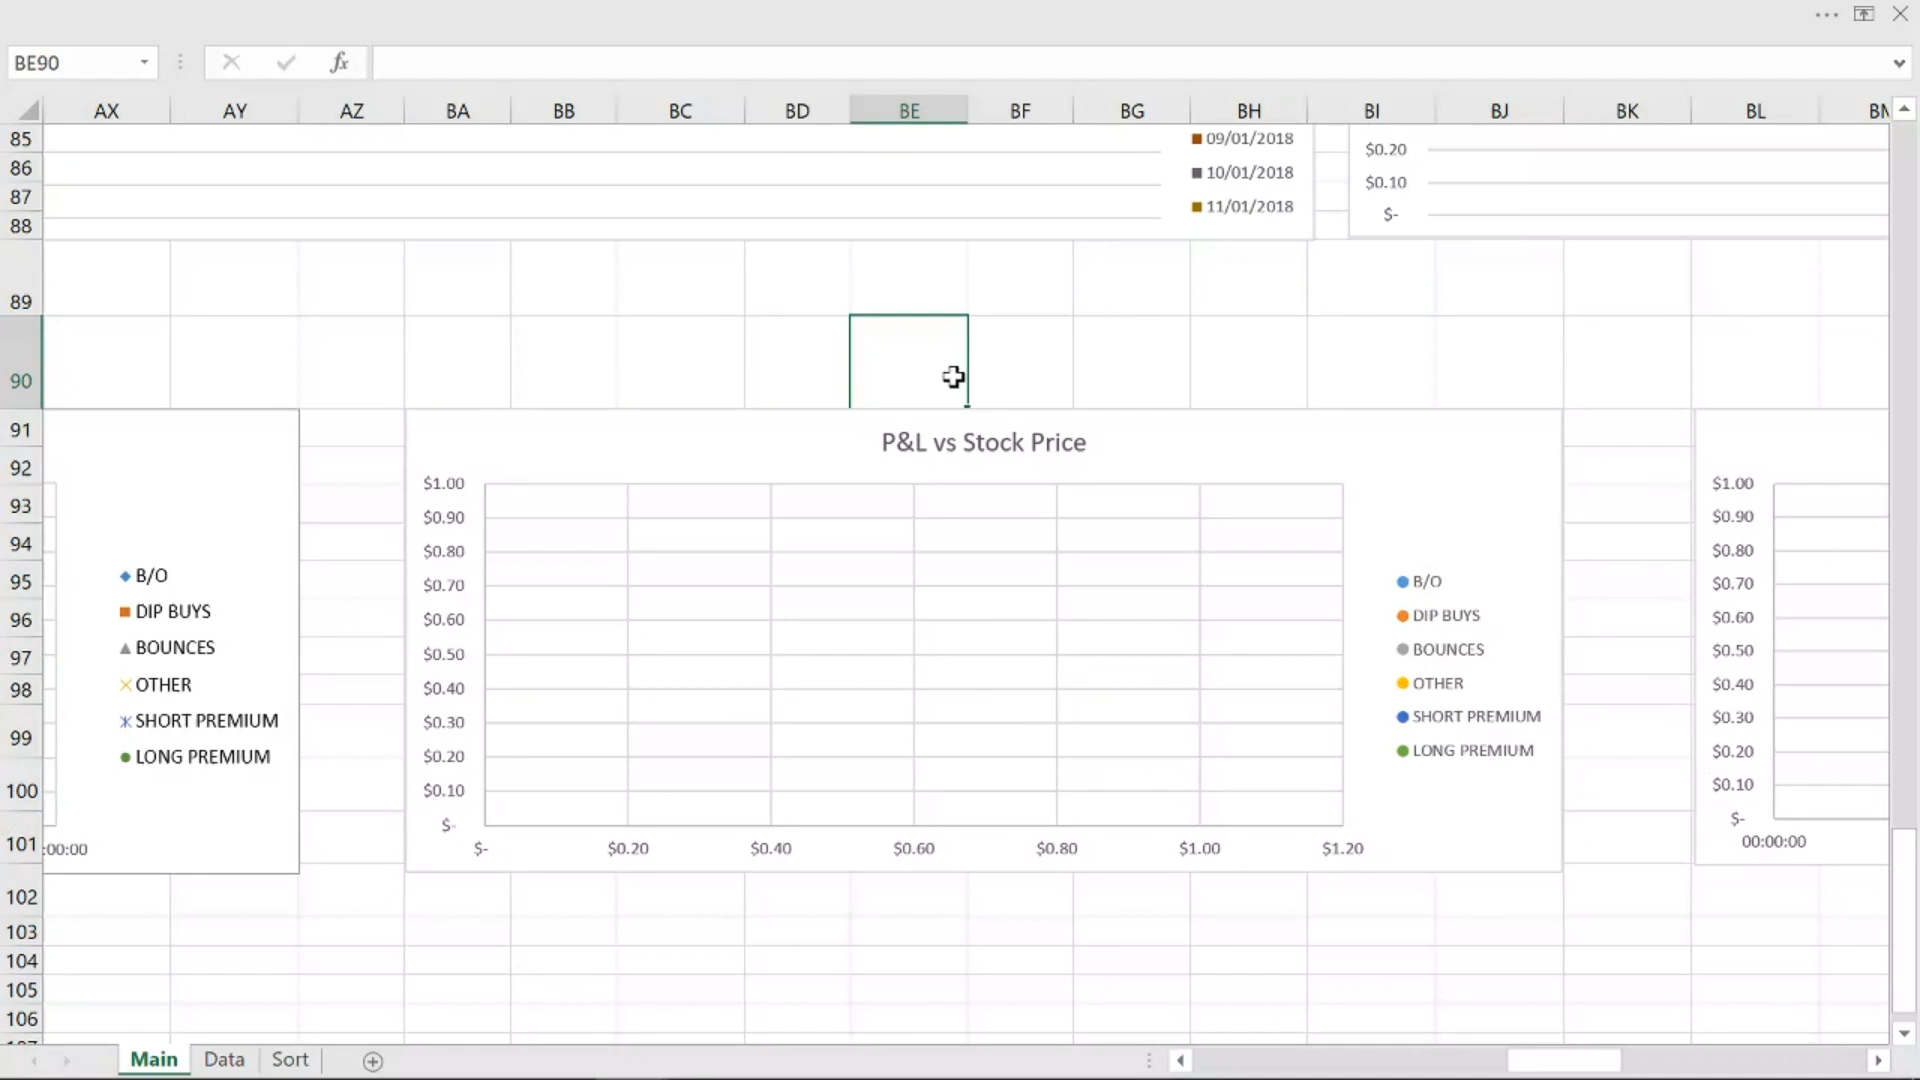 BE90
fx
AX AY AZ BA BB BC BD BE BF BG BH BI BJ BK BL
85
86
87
88
89
90
91
92
93
94
95
96
97
98
99
100
101
102
103
104
105
106
09/01/2018
10/01/2018
11/01/2018
$0.20
$0.10
$-
B/O
DIP BUYS
BOUNCES
OTHER
SHORT PREMIUM
LONG PREMIUM
:00:00
P&L vs Stock Price
$1.00
$0.90
$0.80
$0.70
$0.60
$0.50
$0.40
$0.30
$0.20
$0.10
$-
$- $0.20 $0.40 $0.60 $0.80 $1.00 $1.20
B/O
DIP BUYS
BOUNCES
OTHER
SHORT PREMIUM
LONG PREMIUM
$1.00
$0.90
$0.80
$0.70
$0.60
$0.50
$0.40
$0.30
$0.20
$0.10
$-
00:00:00
Main Data Sort